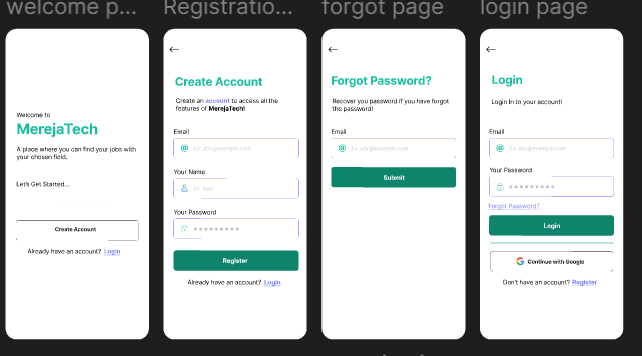 welcome p...
Registratio...
forgot page
login page
Welcome to
MerejaTech
A place where you can find your jobs with
your chosen field.
Let's Get Started...
Create Account
Already have an account? Login
Create Account
Create an account to access all the
features of MerejaTech!
Email
Ex: abc@example.com
Your Name
Your Password
Register
Already have an account? Login
Forgot Password?
Recover you password if you have forgot
the password!
Email
Ex: abc@example.com
Submit
Login
Login In to your account!
Email
Ex: abc@example.com
Your Password
Forgot Password?
Login
Continue with Google
Don't have an account? Register